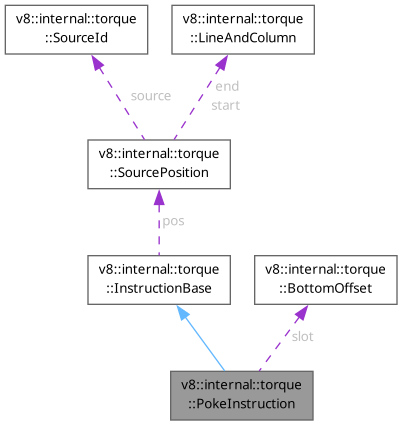 v8::internal::torque
::SourceId
v8::internal::torque
::LineAndColumn
source
end
start
v8::internal::torque
::SourcePosition
pos
v8::internal::torque
::InstructionBase
v8::internal::torque
::BottomOffset
slot
v8::internal::torque
::PokeInstruction